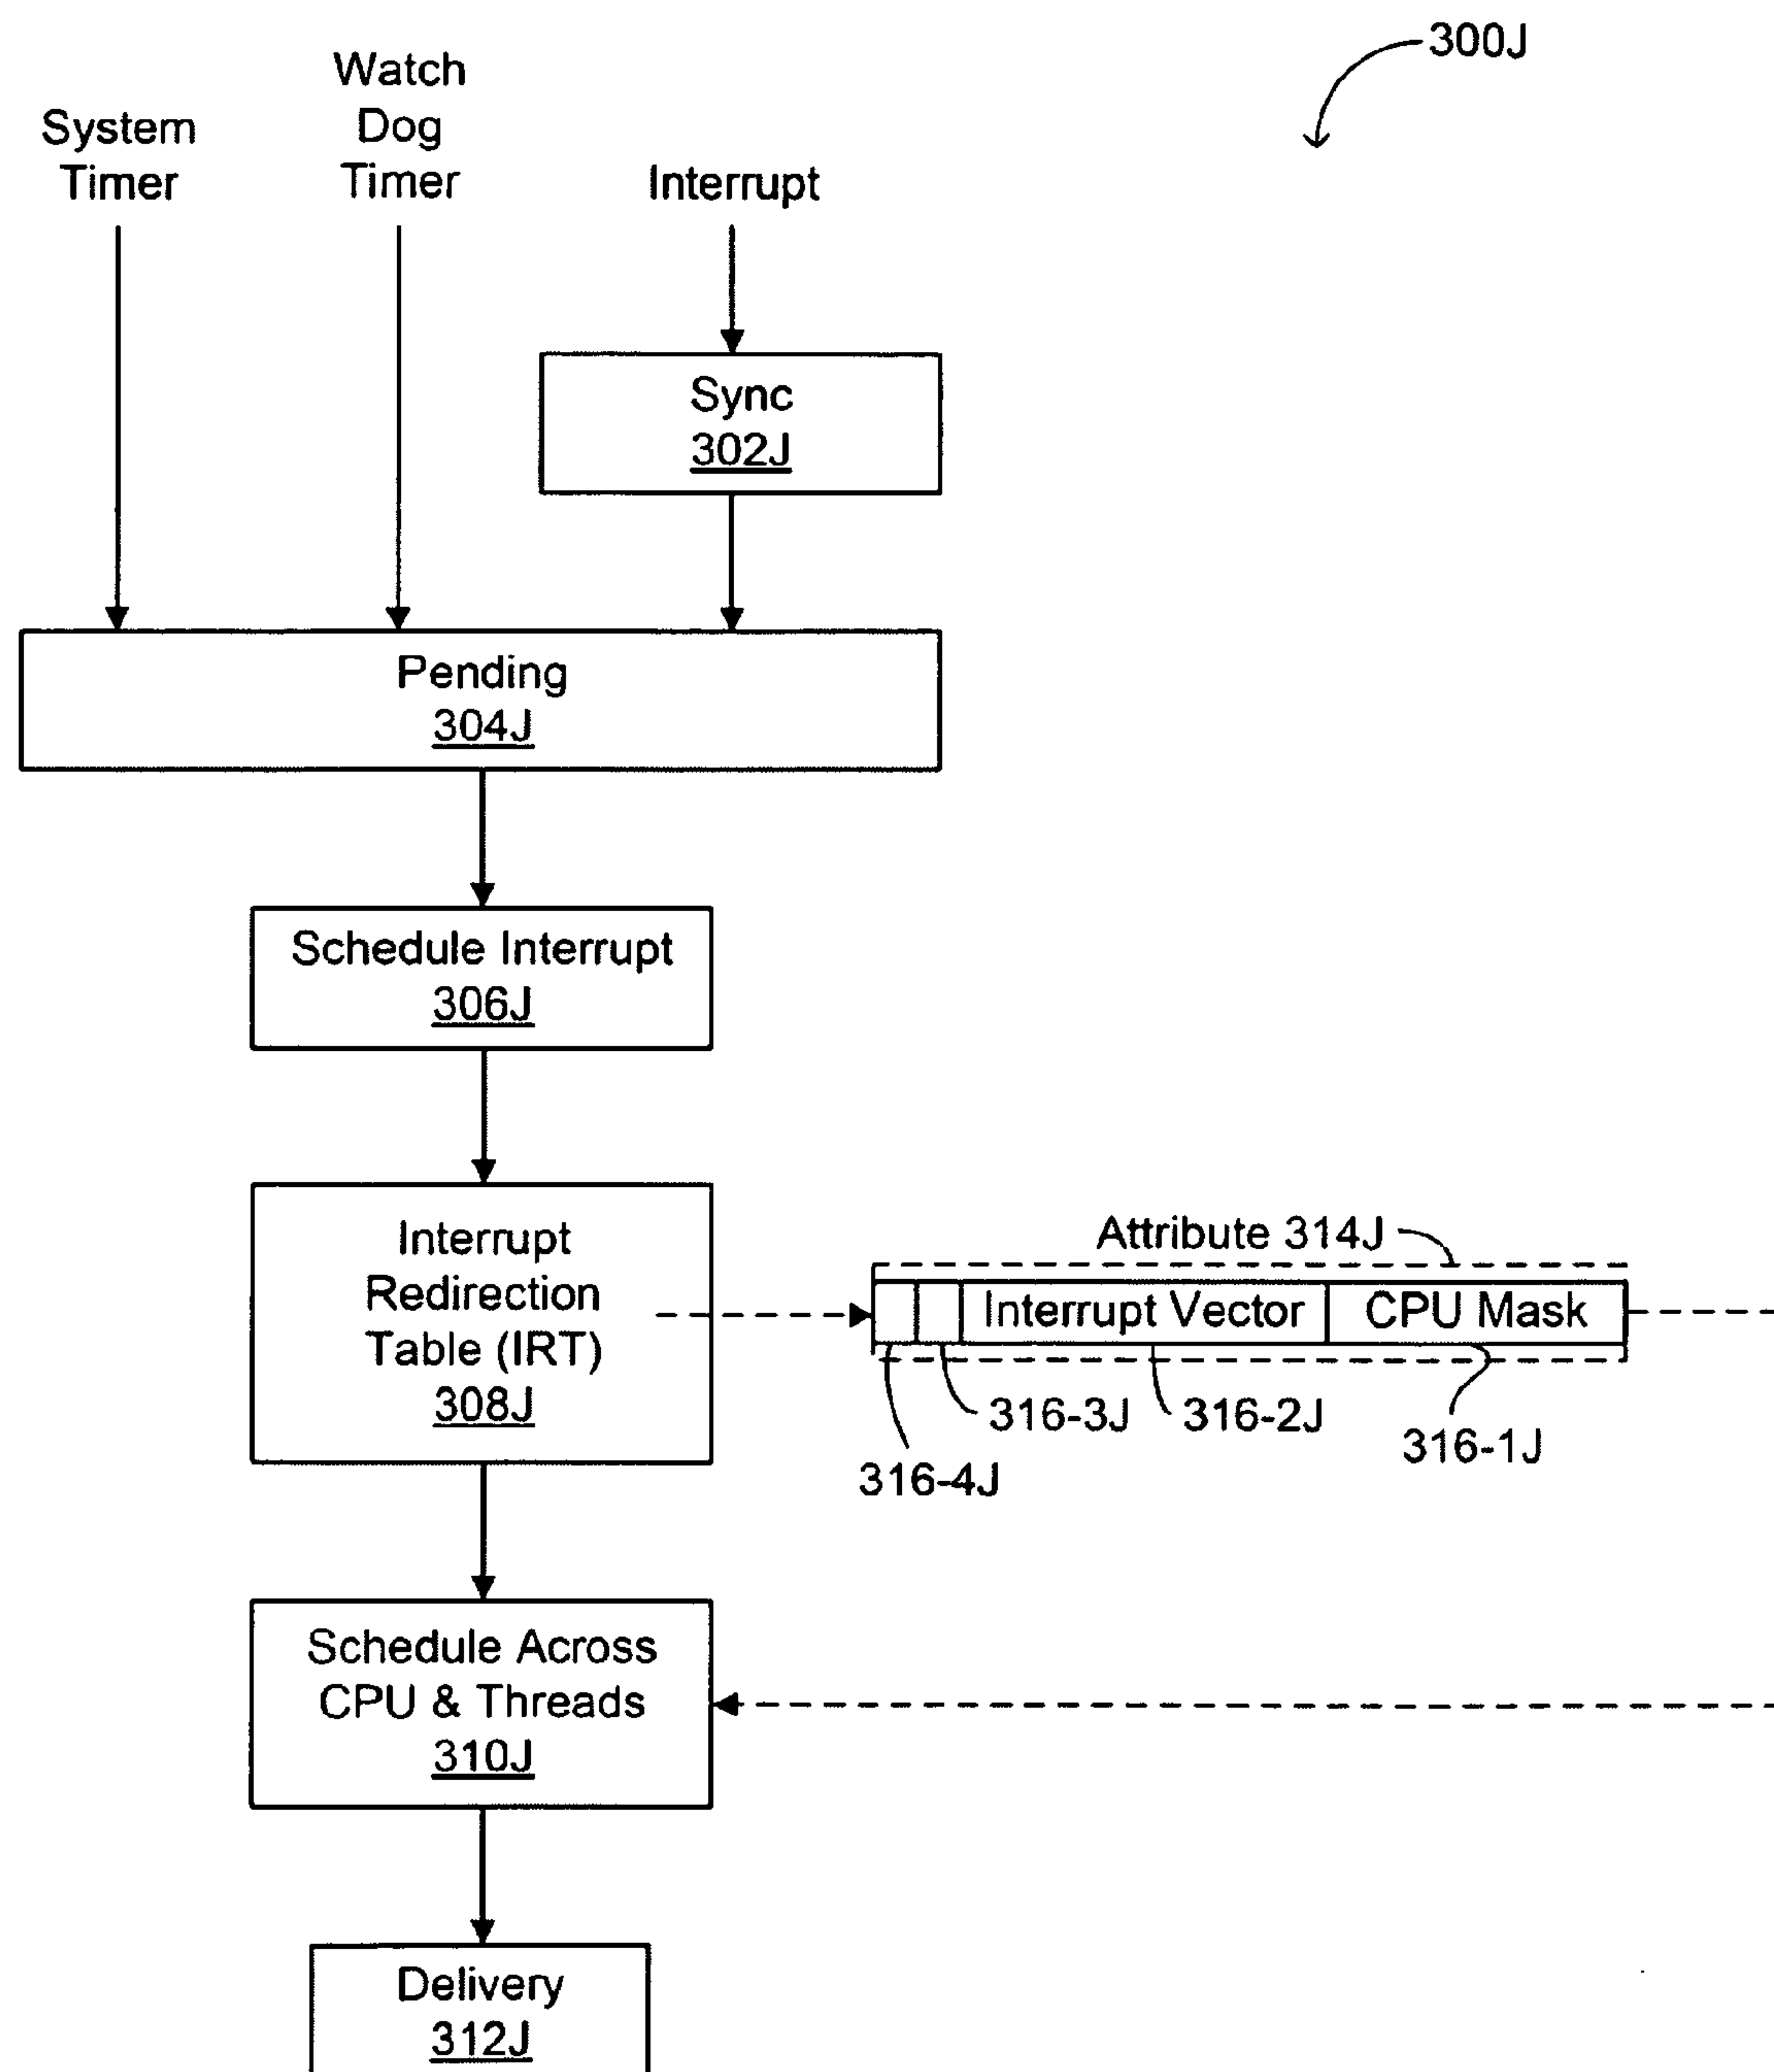 300J
Watch
Dog
Timer
System
Timer
Interrupt
Sync
302J
Pending
304J
Schedule Interrupt
306J
Interrupt
Redirection
Table (IRT)
308J
Attribute 314J
Interrupt Vector
CPU Mask
316-3J
316-2J
316-1J
316-4J
Schedule Across
CPU & Threads
310J
Delivery
312J